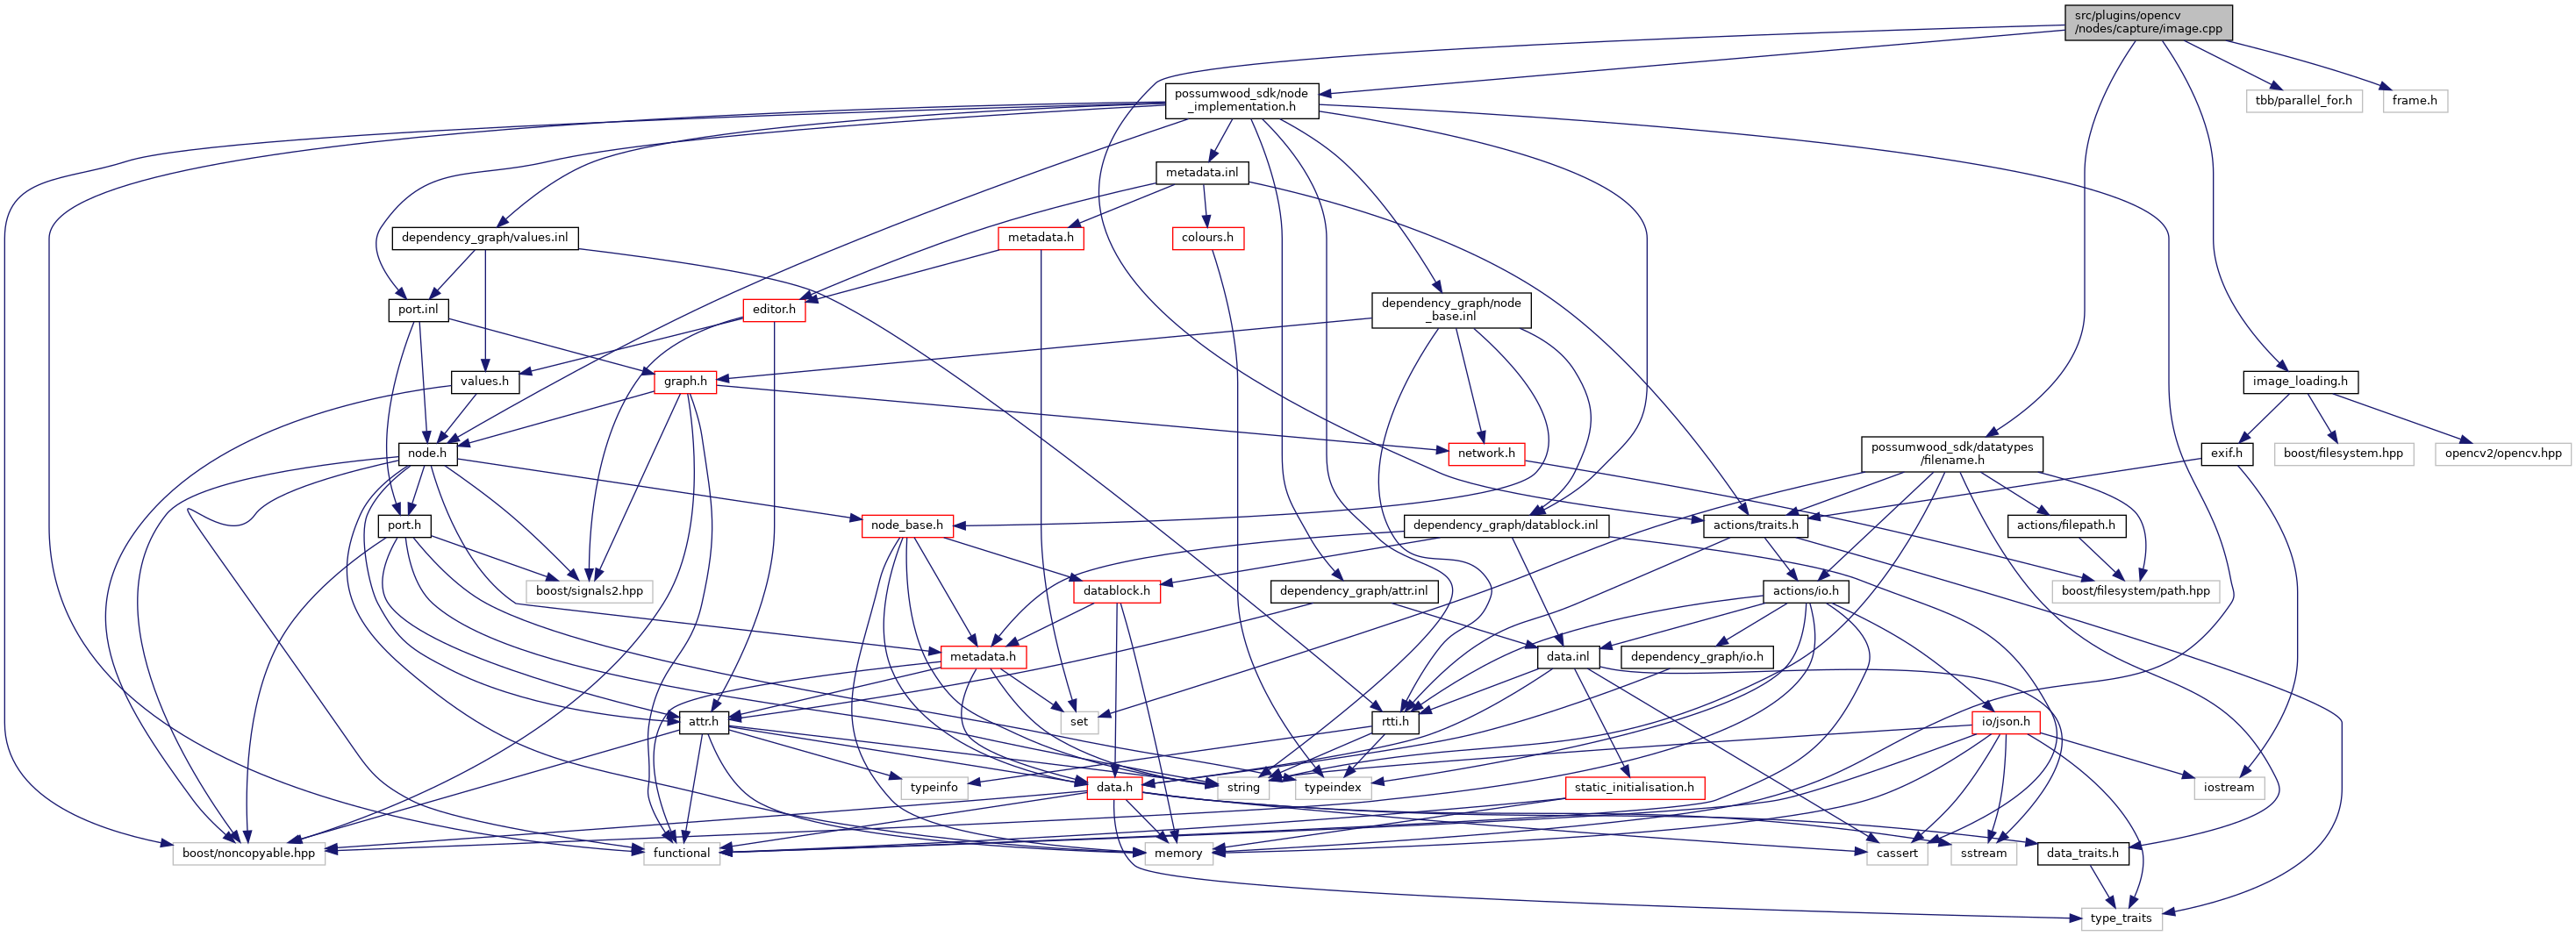 src/plugins/opencv
/nodes/capture/image.cpp
possumwood_sdk/node
_implementation.h
tbb/parallel_for.h
frame.h
metadata.inl
dependency_graph/values.inl
metadata.h
colours.h
port.inl
editor.h
dependency_graph/node
_base.inl
values.h
graph.h
image_loading.h
node.h
network.h
possumwood_sdk/datatypes
/filename.h
exif.h
boost/filesystem.hpp
opencv2/opencv.hpp
port.h
node_base.h
dependency_graph/datablock.inl
actions/traits.h
actions/filepath.h
boost/signals2.hpp
datablock.h
dependency_graph/attr.inl
actions/io.h
boost/filesystem/path.hpp
metadata.h
data.inl
dependency_graph/io.h
attr.h
set
rtti.h
io/json.h
typeinfo
data.h
string
typeindex
static_initialisation.h
iostream
boost/noncopyable.hpp
functional
memory
cassert
sstream
data_traits.h
type_traits